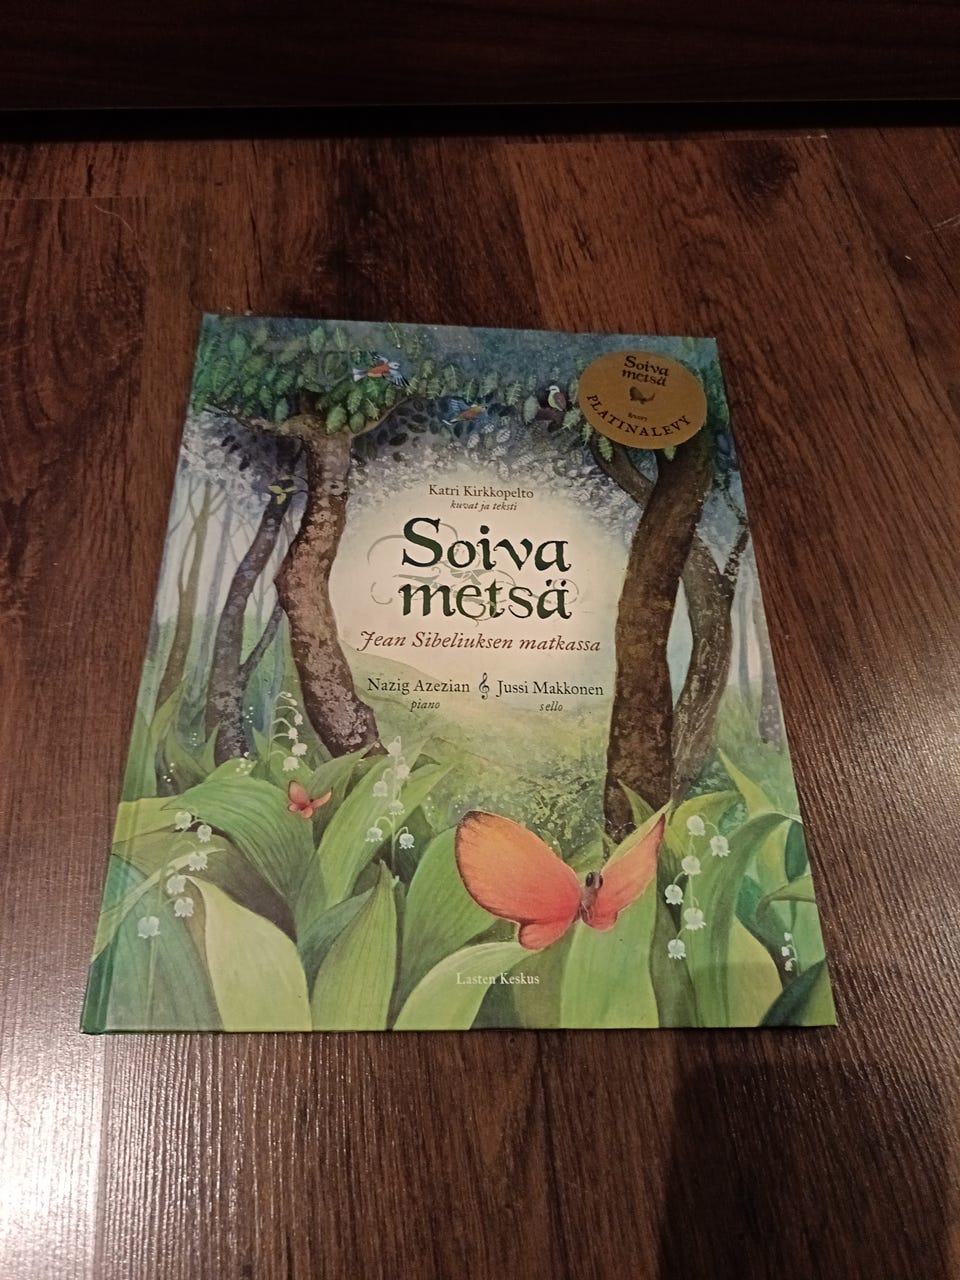 Soiva
metsä
PLATINALEVY
Katri Kirkkopelto
kuvat ja teksti
Soiva
metsä
Jean Sibeliuksen matkassa
Nazig Azezian Jussi Makkonen
piano sello
Lasten Keskus